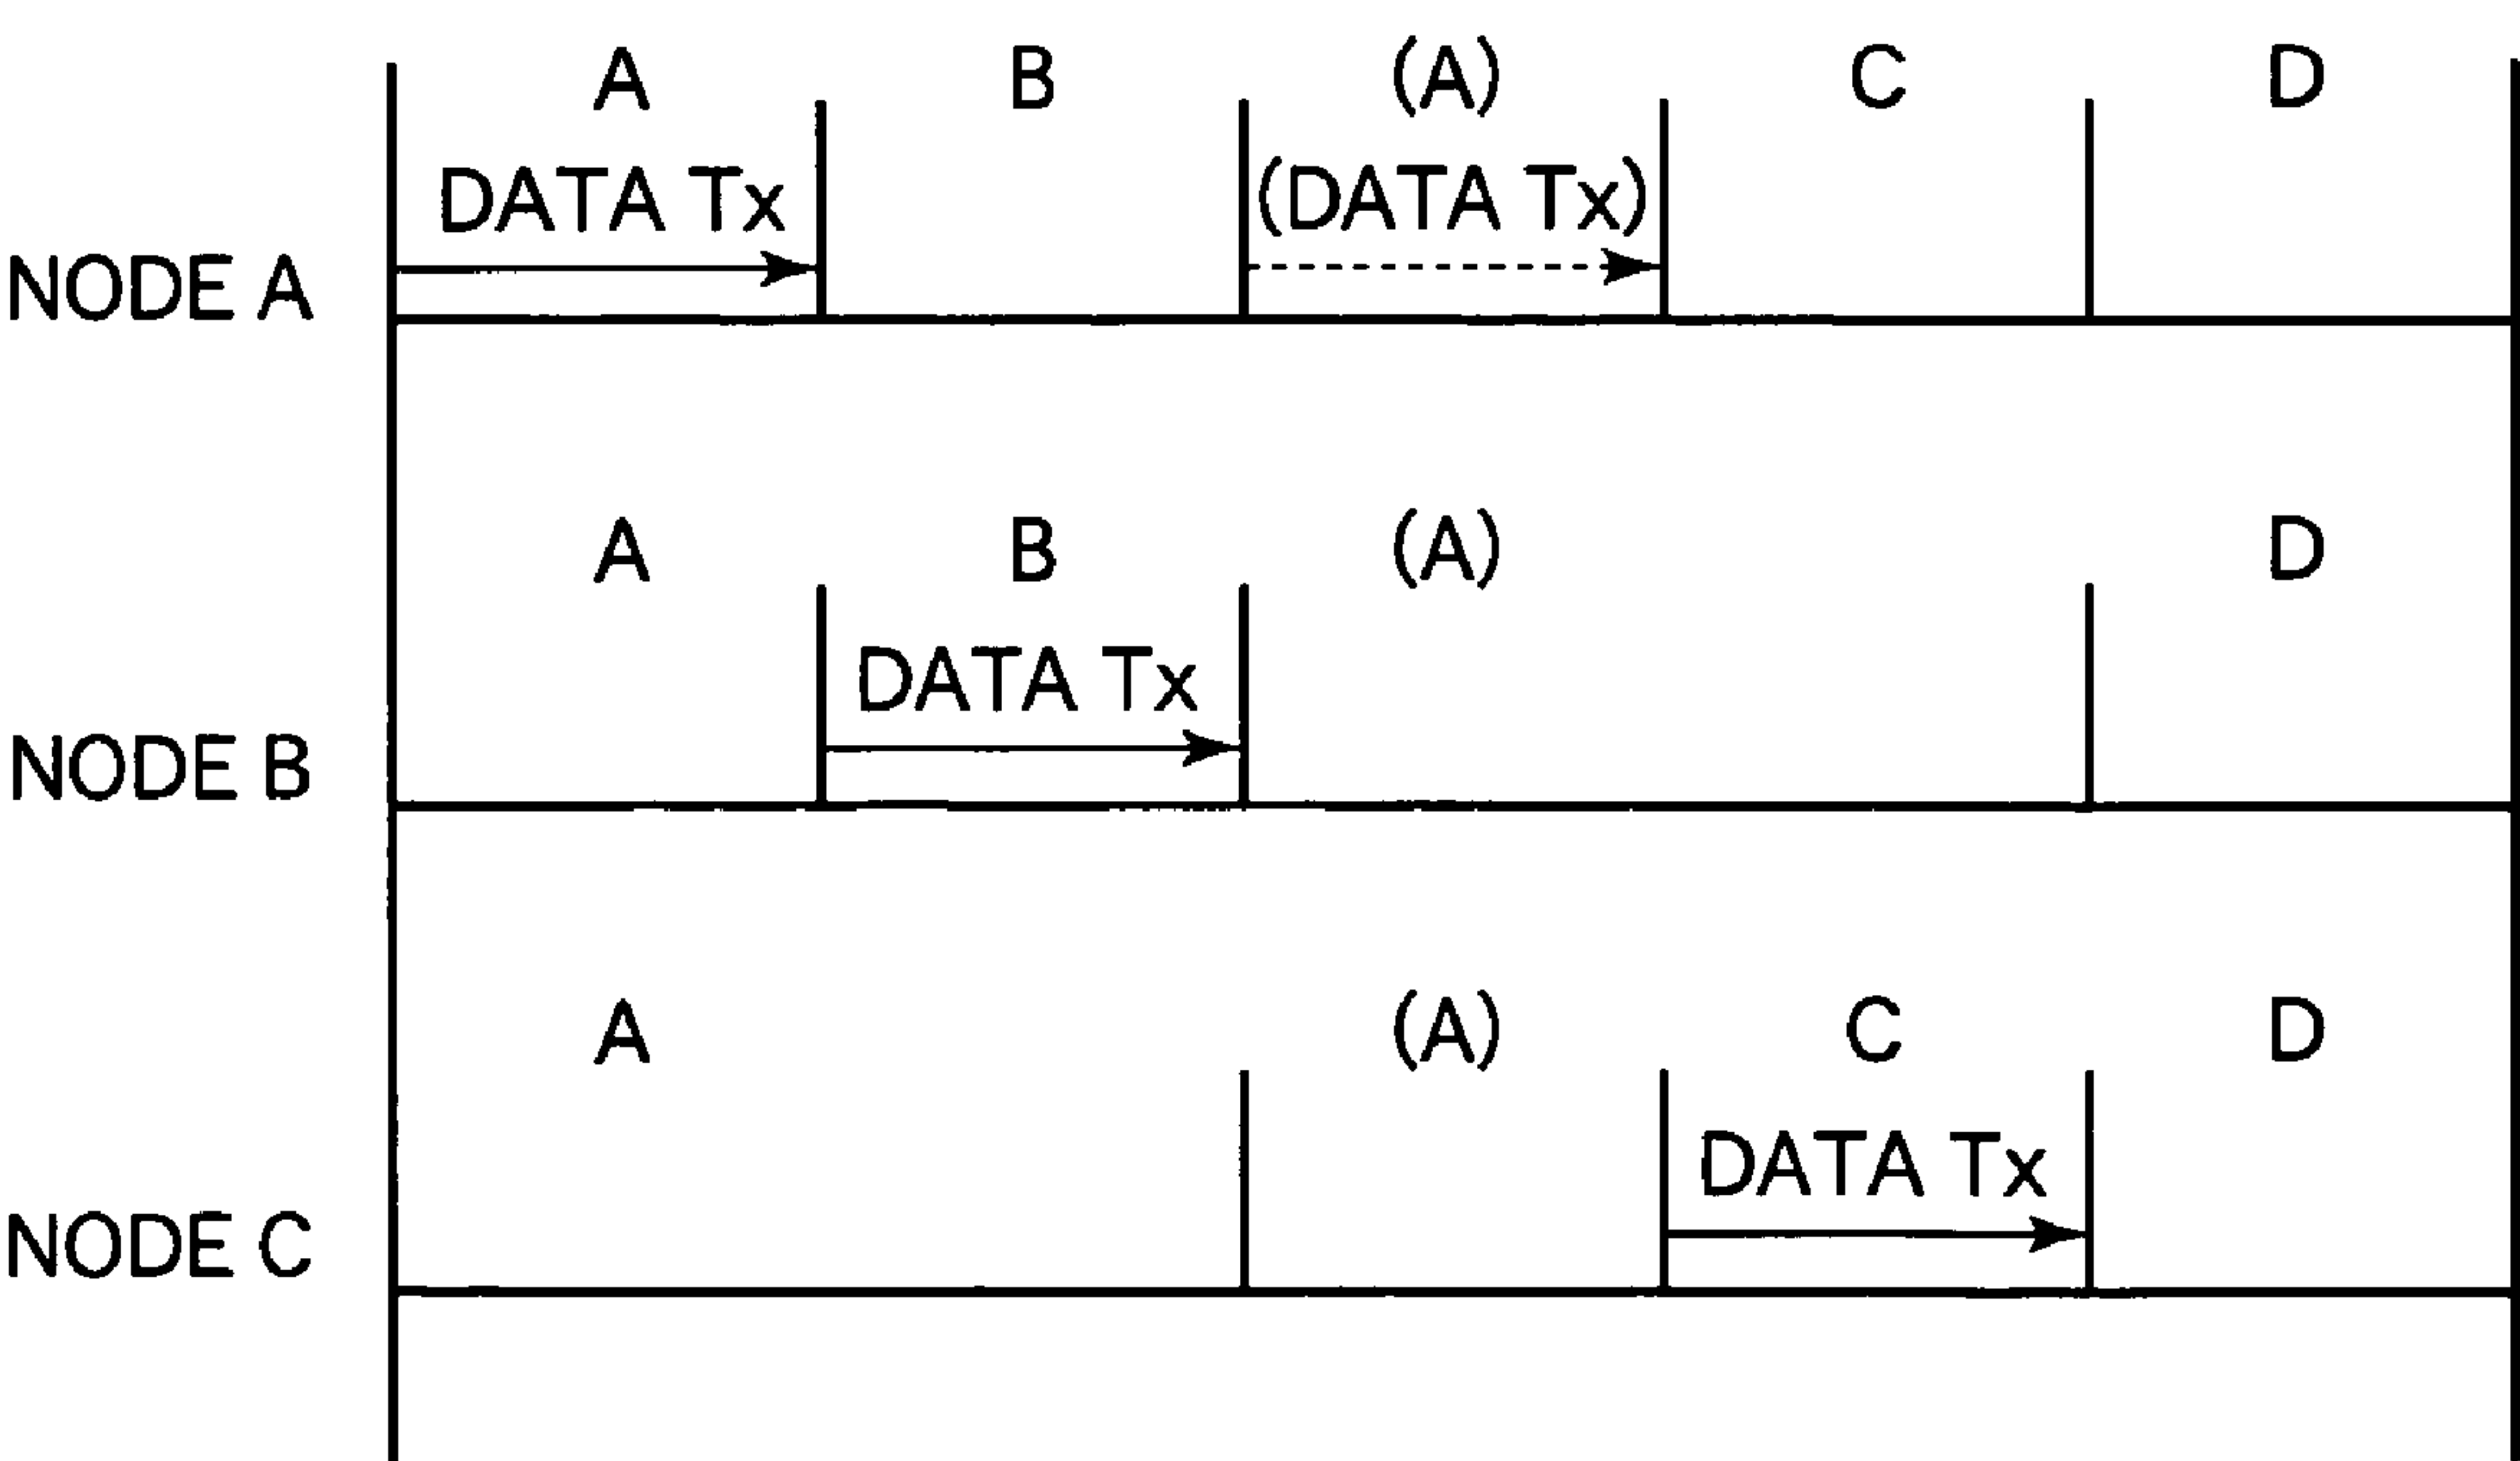 A B (A) C D
DATA Tx (DATA Tx)
NODE A
A B (A) D
DATA Tx
NODE B
A (A) C D
DATA Tx
NODE C